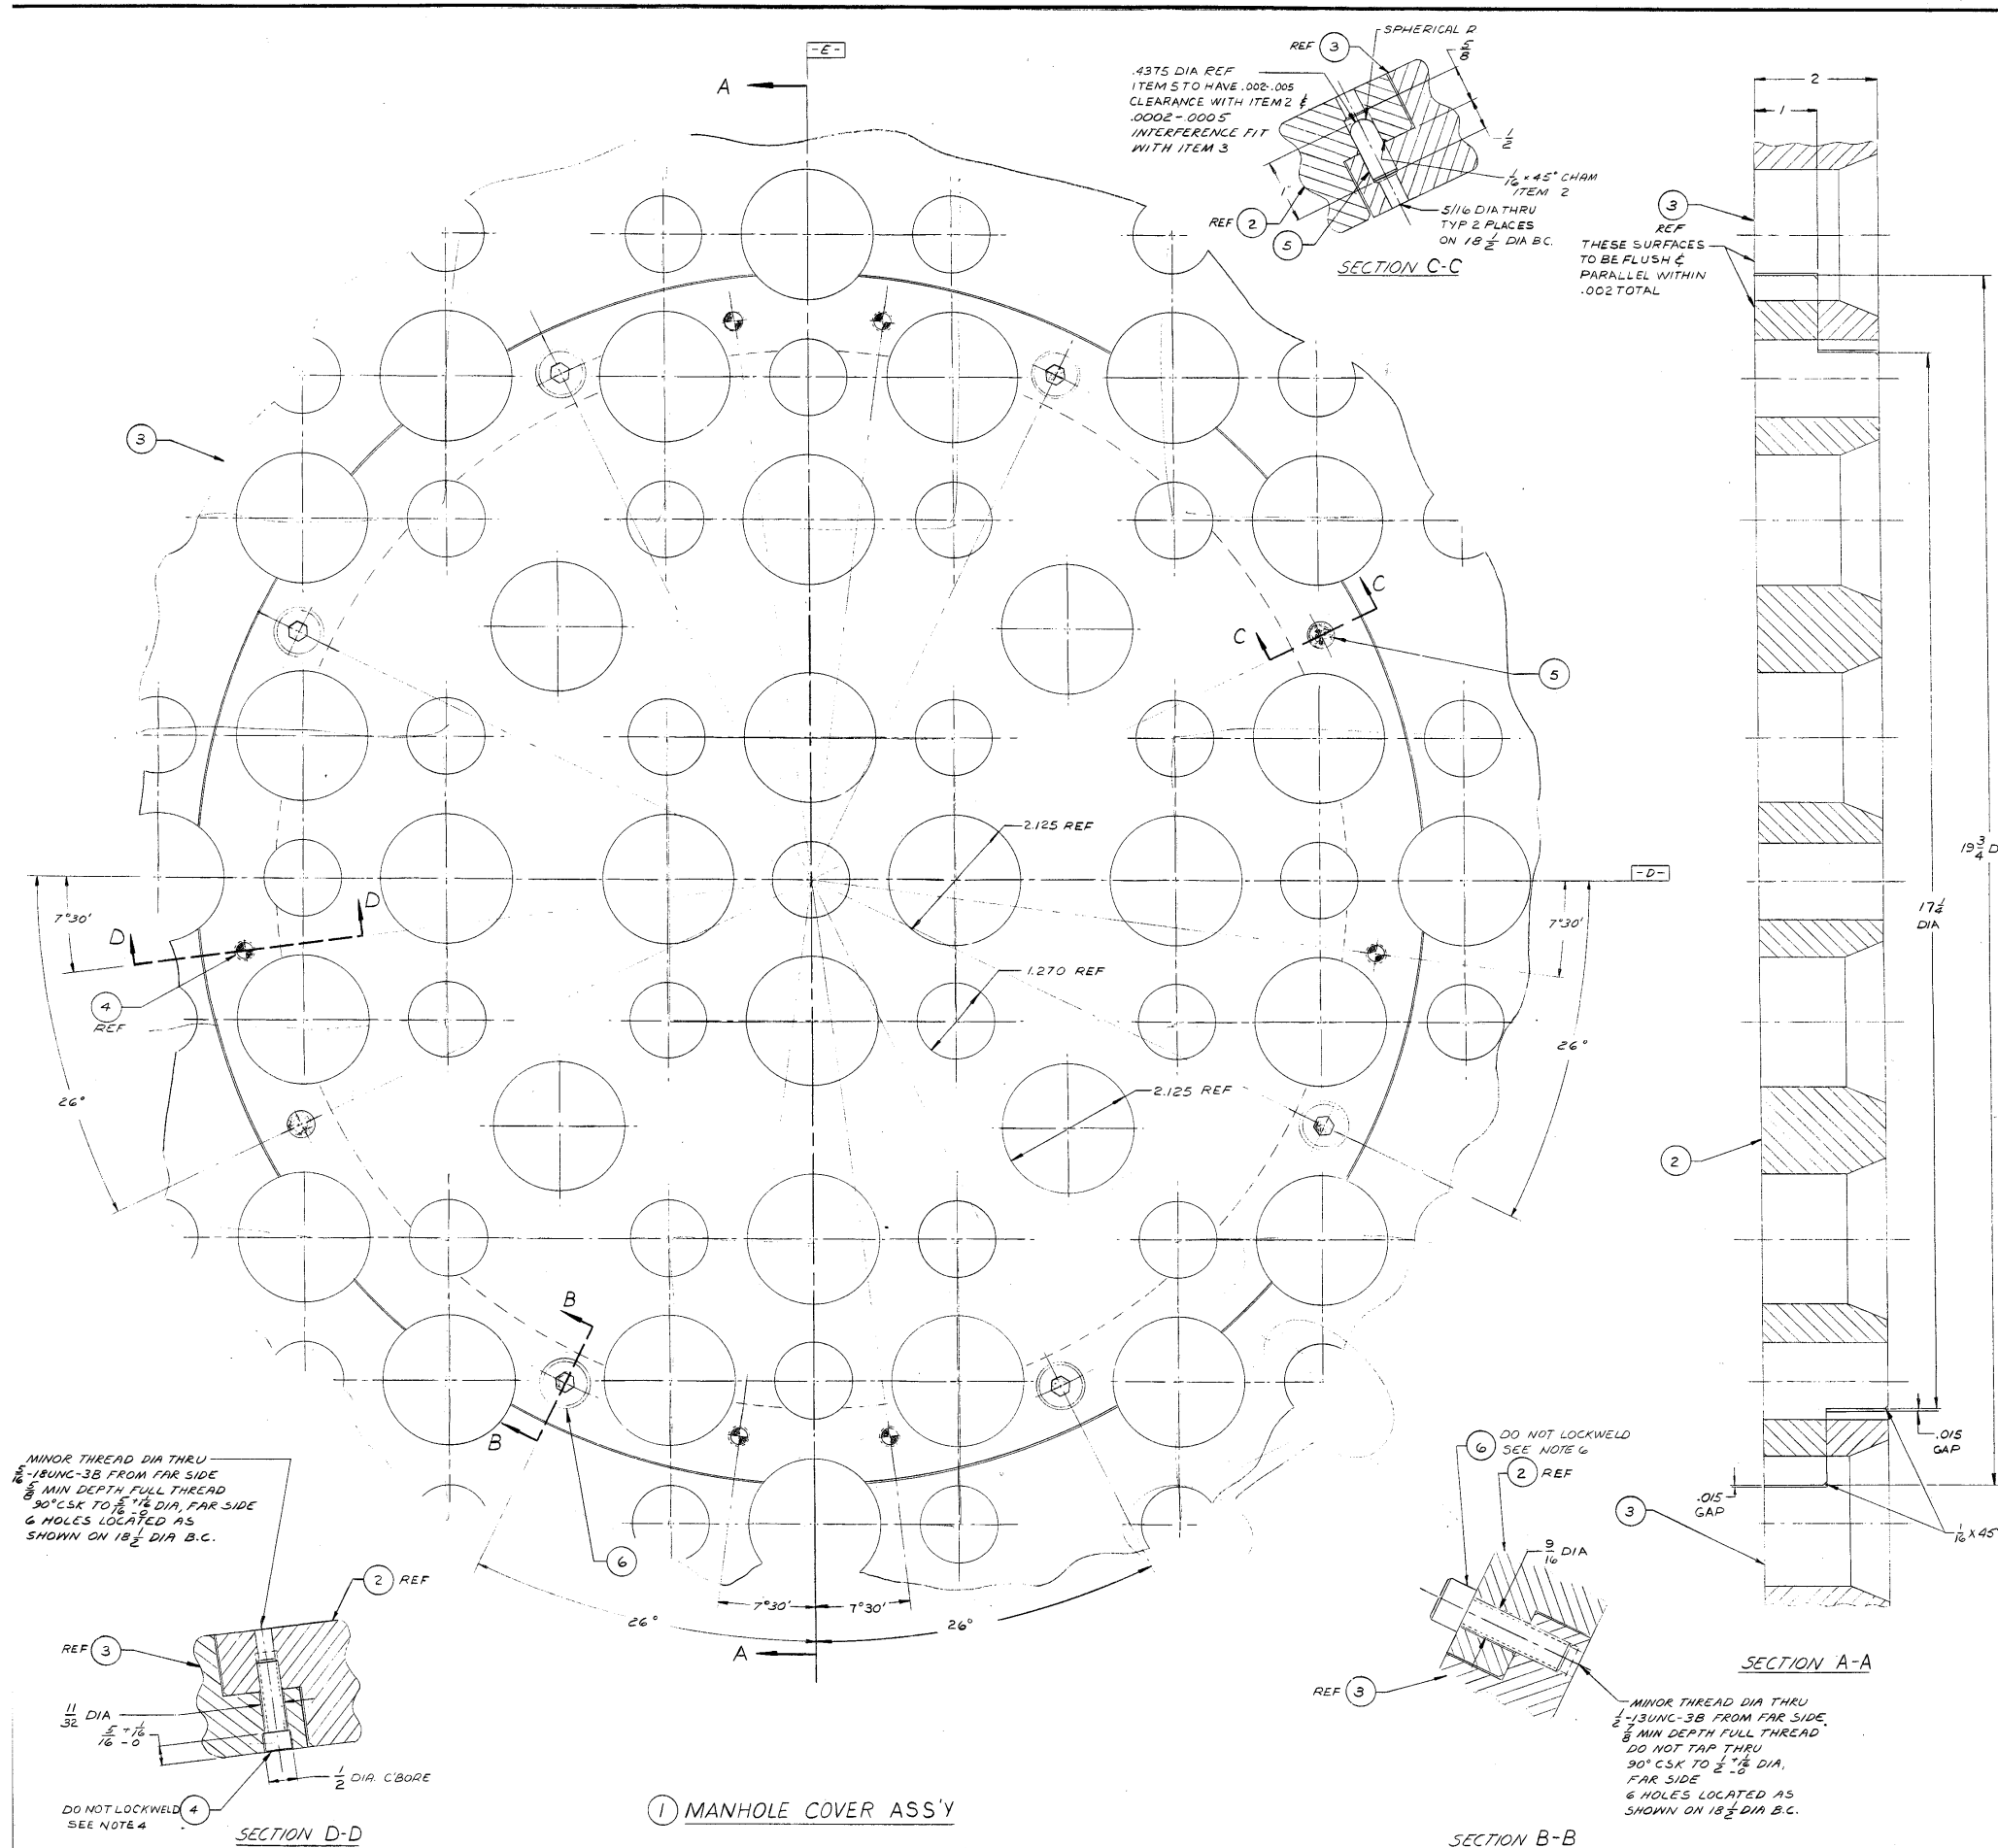 -E-
A
REF 3
SPHERICAL R
5/8
.4375 DIA REF
ITEM 5 TO HAVE .002-.005
CLEARANCE WITH ITEM 2 &
.0002-.0005
INTERFERENCE FIT
WITH ITEM 3
1/2
1/16 x 45° CHAM
ITEM 2
REF 2
5
5/16 DIA THRU
TYP 2 PLACES
ON 18 1/2 DIA B.C.
SECTION C-C
2
1
3
REF
THESE SURFACES
TO BE FLUSH &
PARALLEL WITHIN
.002 TOTAL
3
C
C
5
2.125 REF
19 3/4 D
-D-
7°30'
D
D
17 1/4
DIA
7°30'
1.270 REF
4
REF
26°
26°
2.125 REF
2
B
B
.015
GAP
.015
GAP
3
1/16 X 45°
MINOR THREAD DIA THRU
5/16-18UNC-3B FROM FAR SIDE
5/8 MIN DEPTH FULL THREAD
90° CSK TO 5/16 +1/16 -0 DIA, FAR SIDE
6 HOLES LOCATED AS
SHOWN ON 18 1/2 DIA B.C.
6
DO NOT LOCKWELD
SEE NOTE 6
2 REF
9/16 DIA
6
2 REF
7°30'
7°30'
26°
26°
A
REF 3
11/32 DIA
5/16 +1/16 -0
1/2 DIA. C'BORE
DO NOT LOCKWELD 4
SEE NOTE 4
SECTION D-D
1 MANHOLE COVER ASS'Y
REF 3
SECTION A-A
MINOR THREAD DIA THRU
1/2-13UNC-3B FROM FAR SIDE.
7/8 MIN DEPTH FULL THREAD
DO NOT TAP THRU
90° CSK TO 1/2 +1/16 -0 DIA,
FAR SIDE
6 HOLES LOCATED AS
SHOWN ON 18 1/2 DIA B.C.
SECTION B-B